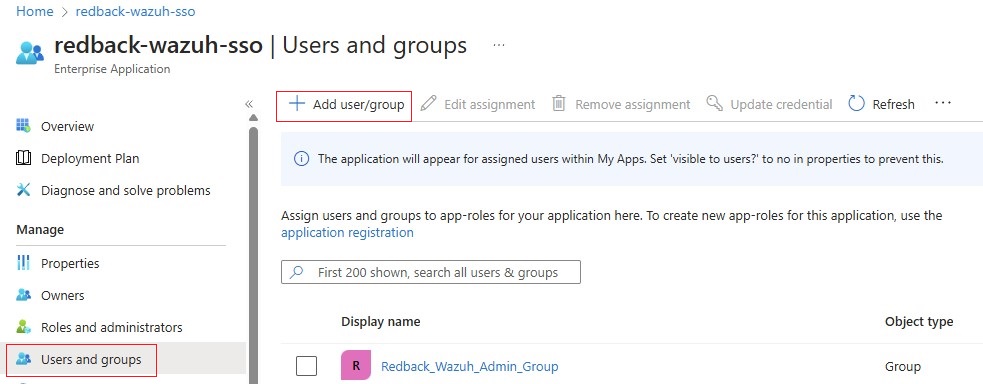 Home > redback-wazuh-sso
redback-wazuh-sso | Users and groups ...
Enterprise Application
«
Overview
Deployment Plan
Diagnose and solve problems
Manage
Properties
Owners
Roles and administrators
Users and groups
Add user/group Edit assignment Remove assignment Update credential Refresh ...
The application will appear for assigned users within My Apps. Set 'visible to users?' to no in properties to prevent this.
Assign users and groups to app-roles for your application here. To create new app-roles for this application, use the
application registration
First 200 shown, search all users & groups
Display name Object type
R Redback_Wazuh_Admin_Group Group